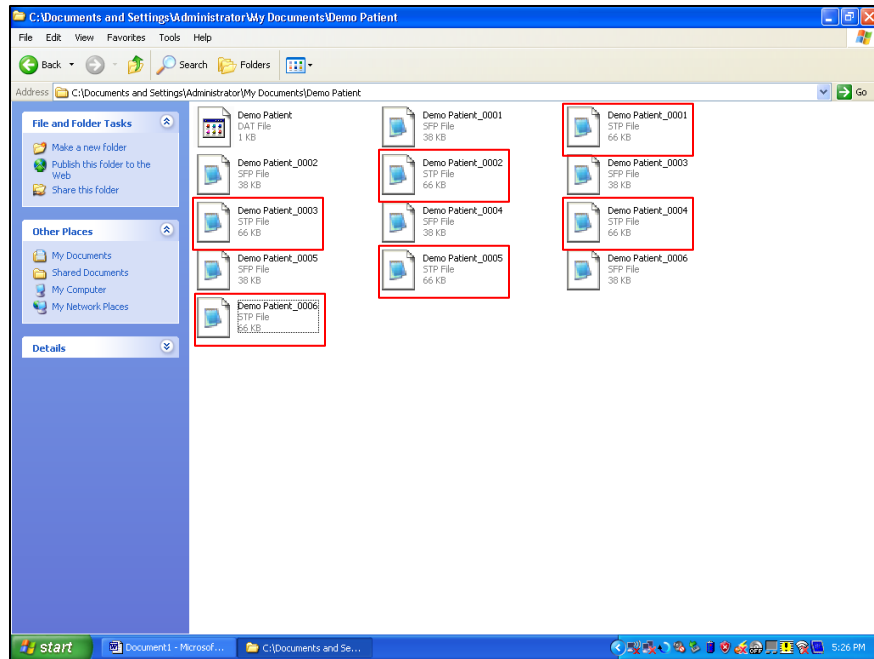 C:\Documents and Settings\Administrator\My Documents\Demo Patient
File Edit View Favorites Tools Help
Back Search Folders
Address C:\Documents and Settings\Administrator\My Documents\Demo Patient Go
File and Folder Tasks
Make a new folder
Publish this folder to the
Web
Share this folder
Other Places
My Documents
Shared Documents
My Computer
My Network Places
Details
Demo Patient
DAT File
1 KB
Demo Patient_0001
SFP File
38 KB
Demo Patient_0001
STP File
66 KB
Demo Patient_0002
SFP File
38 KB
Demo Patient_0002
STP File
66 KB
Demo Patient_0003
SFP File
38 KB
Demo Patient_0003
STP File
66 KB
Demo Patient_0004
SFP File
38 KB
Demo Patient_0004
STP File
66 KB
Demo Patient_0005
SFP File
38 KB
Demo Patient_0005
STP File
66 KB
Demo Patient_0006
SFP File
38 KB
Demo Patient_0006
STP File
66 KB
start Document1 - Microsof... C:\Documents and Se... 5:26 PM